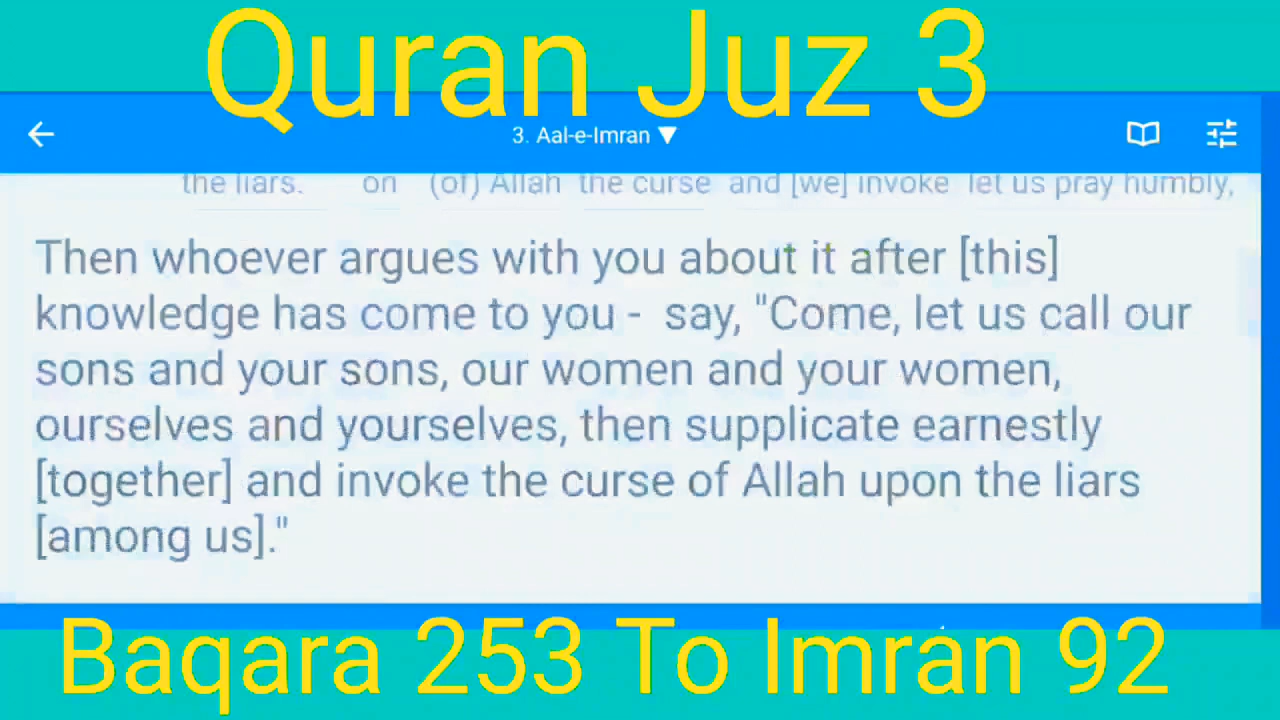 Quran Juz 3
3. Aal-e-Imran ▼
the liars. on (of) Allah the curse and [we] invoke let us pray humbly,
Then whoever argues with you about it after [this]
knowledge has come to you - say, "Come, let us call our
sons and your sons, our women and your women,
ourselves and yourselves, then supplicate earnestly
[together] and invoke the curse of Allah upon the liars
[among us]."
Baqara 253 To Imran 92